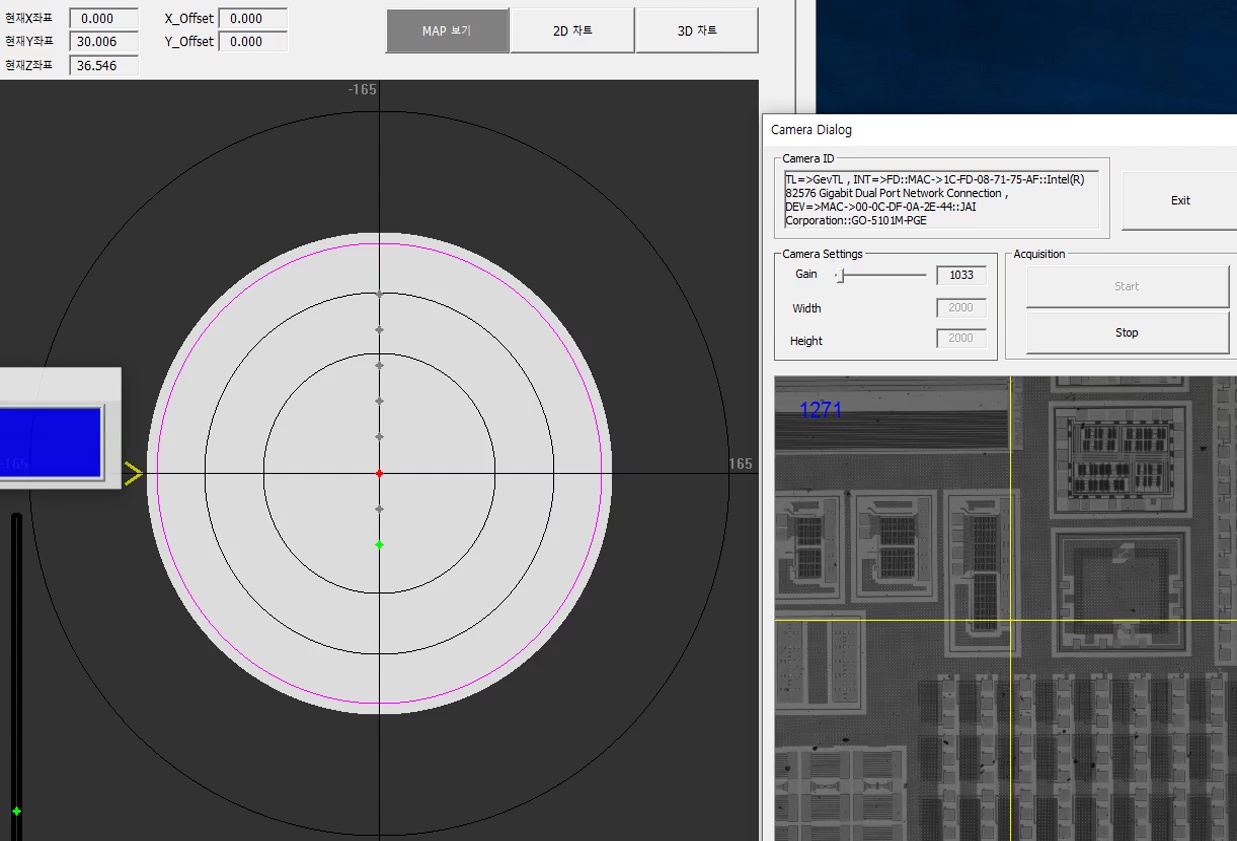 현재X좌표 0.000 X_Offset 0.000
현재Y좌표 30.006 Y_Offset 0.000
현재Z좌표 36.546
MAP 보기 2D 차트 3D 차트
-165
-165
165
Camera Dialog
Camera ID
TL=>GevTL , INT=>FD::MAC->1C-FD-08-71-75-AF::Intel(R)
82576 Gigabit Dual Port Network Connection ,
DEV=>MAC->00-0C-DF-0A-2E-44::JAI
Corporation::GO-5101M-PGE
Exit
Camera Settings
Gain 1033
Width 2000
Height 2000
Acquisition
Start
Stop
1271